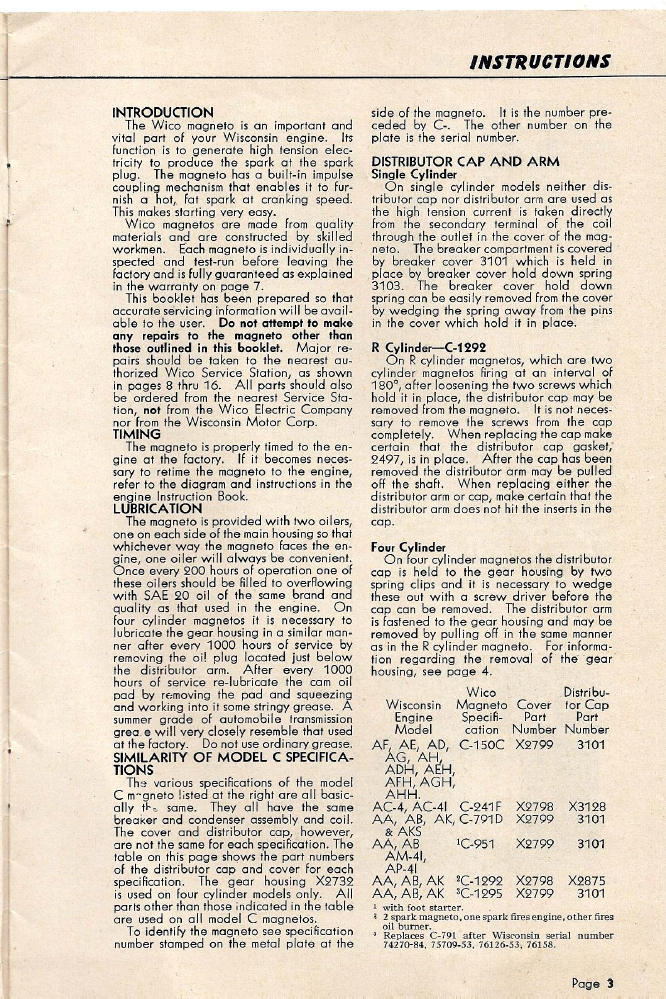 INSTRUCTIONS
INTRODUCTION
The Wico magneto is an important and
vital part of your Wisconsin engine. Its
function is to generate high tension elec-
tricity to produce the spark at the spark
plug. The magneto has a built-in impulse
coupling mechanism that enables it to fur-
nish a hot, fat spark at cranking speed.
This makes starting very easy.
Wico magnetos are made from quality
materials and are constructed by skilled
workmen. Each magneto is individually in-
spected and test-run before leaving the
factory and is fully guaranteed as explained
in the warranty on page 7.
This booklet has been prepared so that
accurate servicing information will be avail-
able to the user. Do not attempt to make
any repairs to the magneto other than
those outlined in this booklet. Major re-
pairs should be taken to the nearest au-
thorized Wico Service Station, as shown
in pages 8 thru 16. All parts should also
be ordered from the nearest Service Sta-
tion, not from the Wico Electric Company
nor from the Wisconsin Motor Corp.
TIMING
The magneto is properly timed to the en-
gine at the factory. If it becomes neces-
sary to retime the magneto to the engine,
refer to the diagram and instructions in the
engine Instruction Book.
LUBRICATION
The magneto is provided with two oilers,
one on each side of the main housing so that
whichever way the magneto faces the en-
gine, one oiler will always be convenient.
Once every 200 hours of operation one of
these oilers should be filled to overflowing
with SAE 20 oil of the same brand and
quality as that used in the engine. On
four cylinder magnetos it is necessary to
lubricate the gear housing in a similar man-
ner after every 1000 hours of service by
removing the oil plug located just below
the distributor arm. After every 1000
hours of service re-lubricate the cam oil
pad by removing the pad and squeezing
and working into it some stringy grease. A
summer grade of automobile transmission
grea e will very closely resemble that used
at the factory. Do not use ordinary grease.
SIMILARITY OF MODEL C SPECIFICA-
TIONS
The various specifications of the model
C magneto listed at the right are all basic-
ally the same. They all have the same
breaker and condenser assembly and coil.
The cover and distributor cap, however,
are not the same for each specification. The
table on this page shows the part numbers
of the distributor cap and cover for each
specification. The gear housing X2732
is used on four cylinder models only. All
parts other than those indicated in the table
are used on all model C magnetos.
To identify the magneto see specification
number stamped on the metal plate at the
side of the magneto. It is the number pre-
ceded by C-. The other number on the
plate is the serial number.
DISTRIBUTOR CAP AND ARM
Single Cylinder
On single cylinder models neither dis-
tributor cap nor distributor arm are used as
the high tension current is taken directly
from the secondary terminal of the coil
through the outlet in the cover of the mag-
neto. The breaker compartment is covered
by breaker cover 3101 which is held in
place by breaker cover hold down spring
3103. The breaker cover hold down
spring can be easily removed from the cover
by wedging the spring away from the pins
in the cover which hold it in place.
R Cylinder—C-1292
On R cylinder magnetos, which are two
cylinder magnetos firing at an interval of
180°, after loosening the two screws which
hold it in place, the distributor cap may be
removed from the magneto. It is not neces-
sary to remove the screws from the cap
completely. When replacing the cap make
certain that the distributor cap gasket,
2497, is in place. After the cap has been
removed the distributor arm may be pulled
off the shaft. When replacing either the
distributor arm or cap, make certain that the
distributor arm does not hit the inserts in the
cap.
Four Cylinder
On four cylinder magnetos the distributor
cap is held to the gear housing by two
spring clips and it is necessary to wedge
these out with a screw driver before the
cap can be removed. The distributor arm
is fastened to the gear housing and may be
removed by pulling off in the same manner
as in the R cylinder magneto. For informa-
tion regarding the removal of the gear
housing, see page 4.
Wico Distribu-
Wisconsin Magneto Cover tor Cap
Engine Specifi- Part Part
Model cation Number Number
AF, AE, AD, C-150C X2799 3101
AG, AH,
ADH, AEH,
AFH, AGH,
AHH.
AC-4, AC-4I C-241F X2798 X3128
AA, AB, AK, C-791D X2799 3101
& AKS
AA, AB ¹C-951 X2799 3101
AM-4I,
AP-4I
AA, AB, AK ²C-1292 X2798 X2875
AA, AB, AK ³C-1295 X2799 3101
¹ with foot starter.
² 2 spark magneto, one spark fires engine, other fires
oil burner.
³ Replaces C-791 after Wisconsin serial number
74270-84, 75709-53, 76126-53, 76158.
Page 3